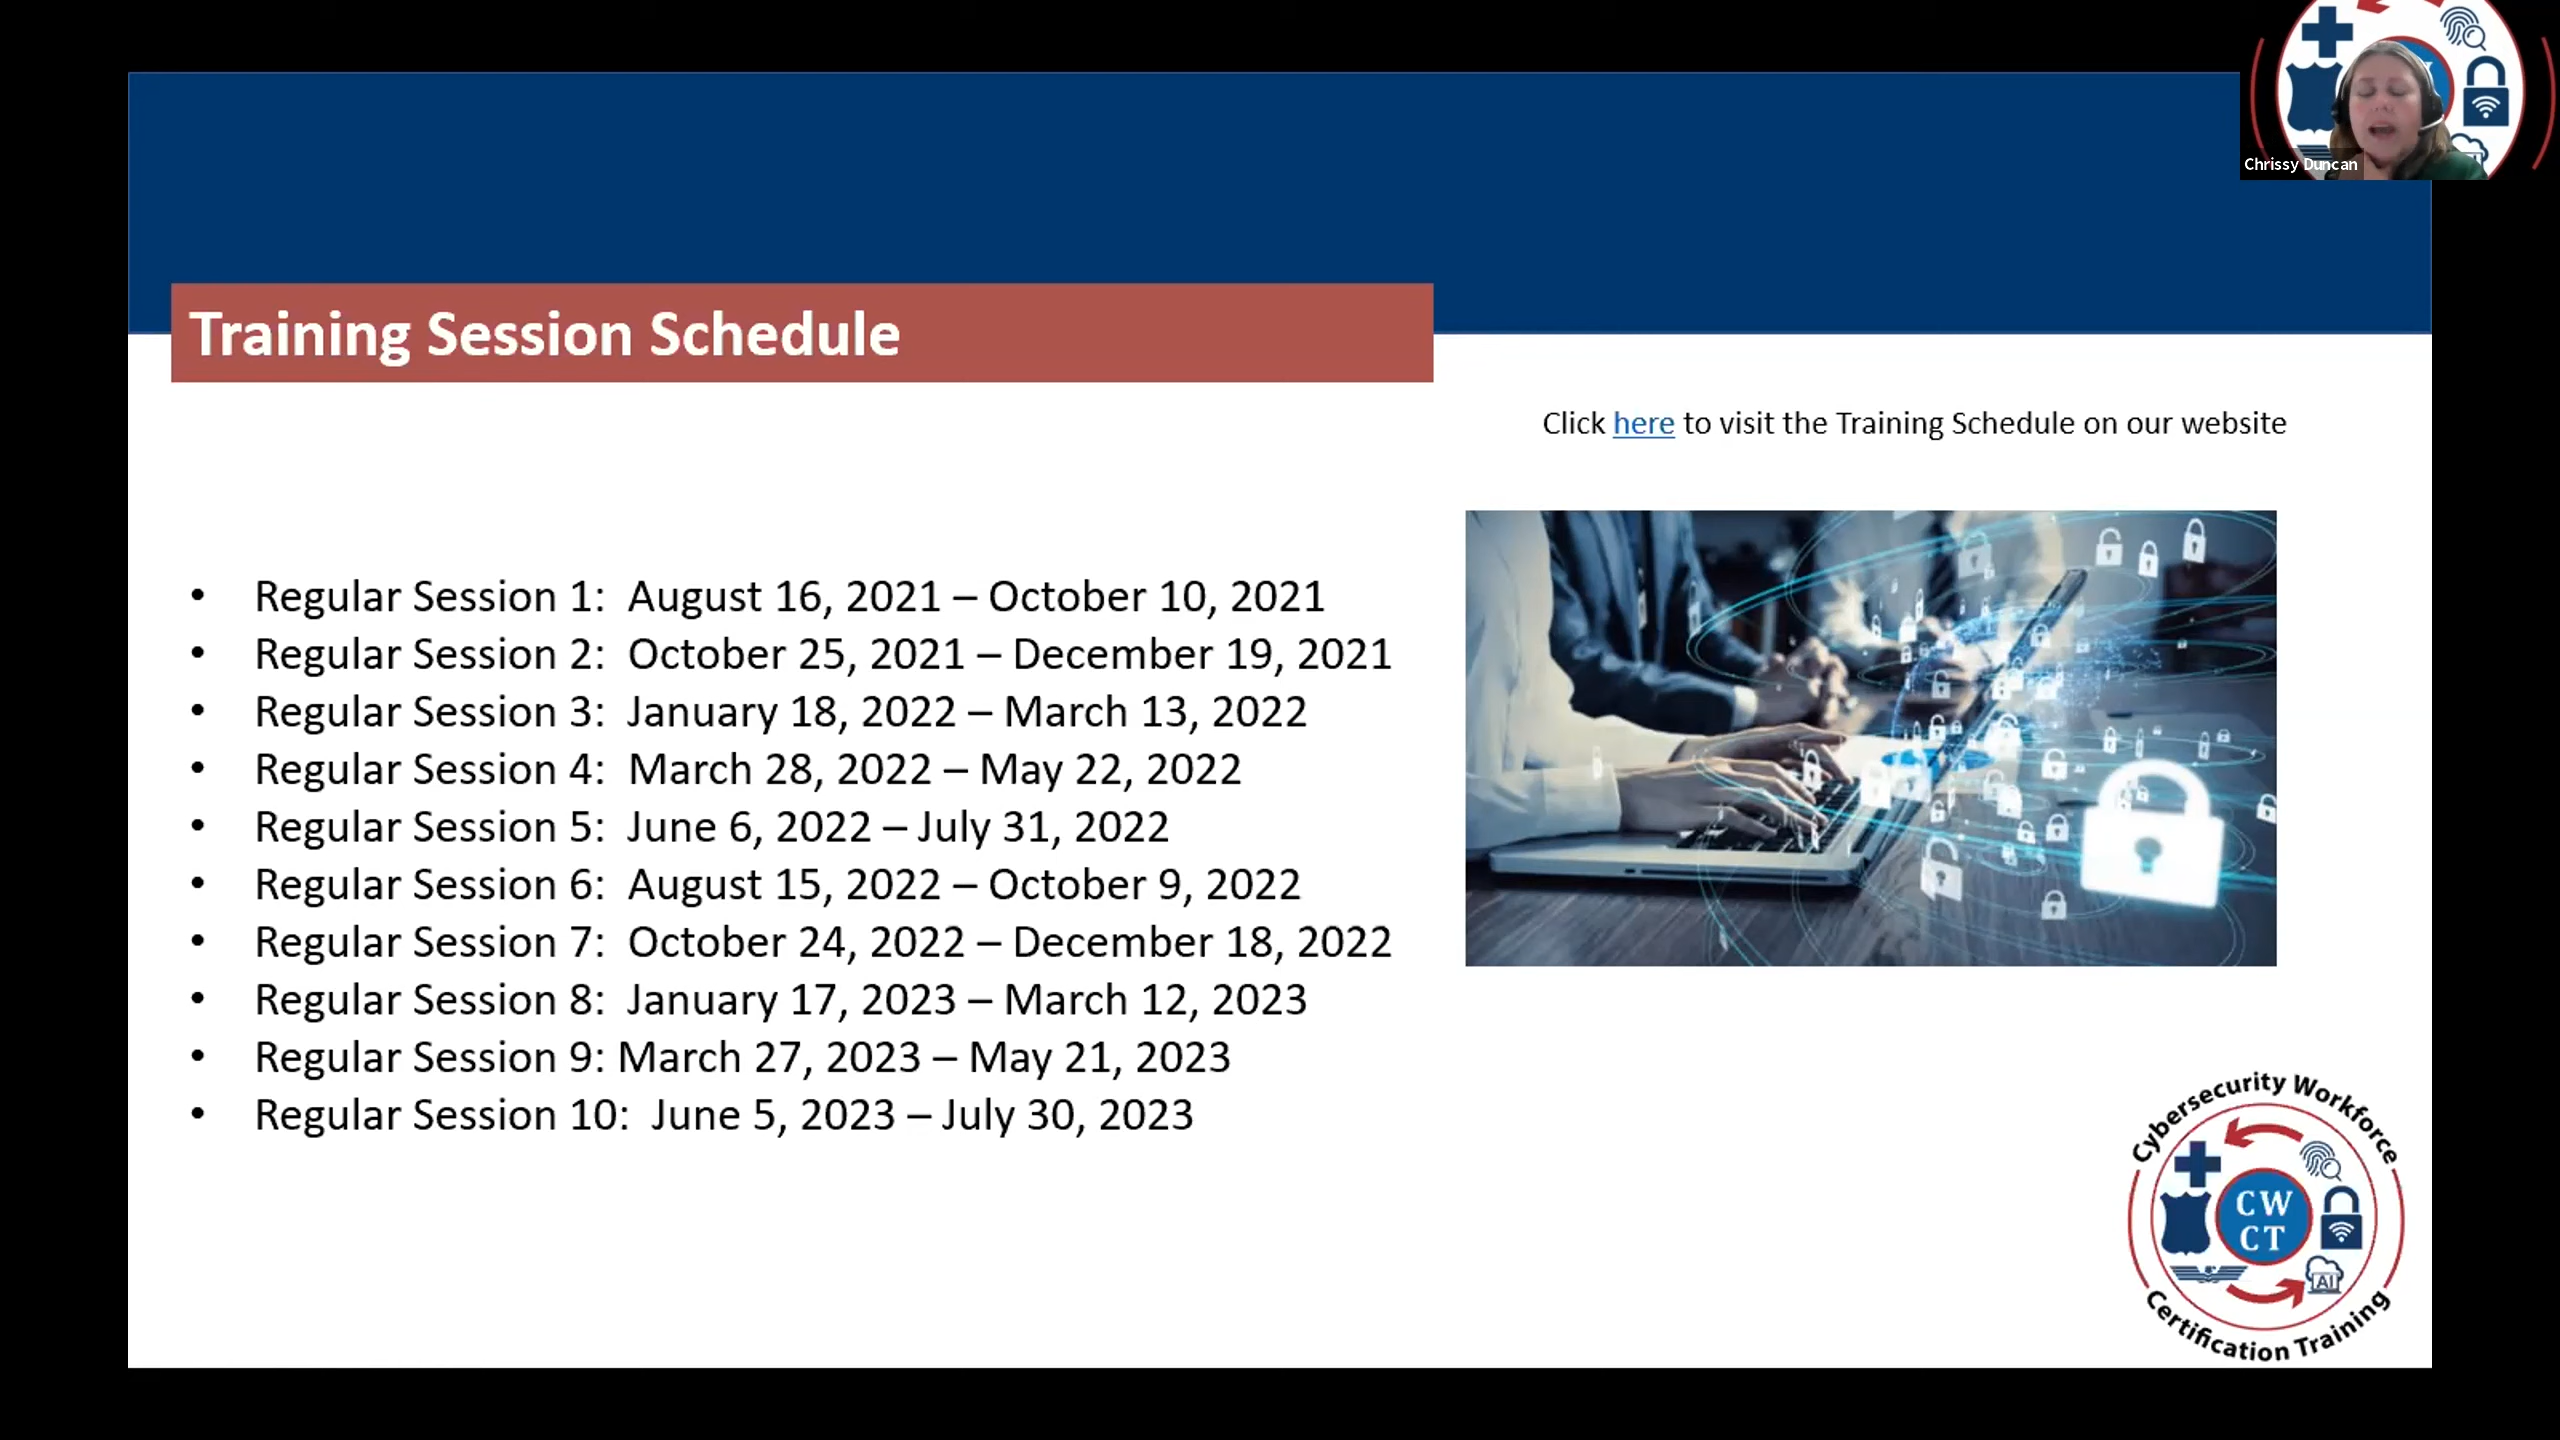 Chrissy Duncan
Training Session Schedule
Click here to visit the Training Schedule on our website
• Regular Session 1: August 16, 2021 – October 10, 2021
• Regular Session 2: October 25, 2021 – December 19, 2021
• Regular Session 3: January 18, 2022 – March 13, 2022
• Regular Session 4: March 28, 2022 – May 22, 2022
• Regular Session 5: June 6, 2022 – July 31, 2022
• Regular Session 6: August 15, 2022 – October 9, 2022
• Regular Session 7: October 24, 2022 – December 18, 2022
• Regular Session 8: January 17, 2023 – March 12, 2023
• Regular Session 9: March 27, 2023 – May 21, 2023
• Regular Session 10: June 5, 2023 – July 30, 2023
Cybersecurity Workforce
CW
CT
AI
Certification Training